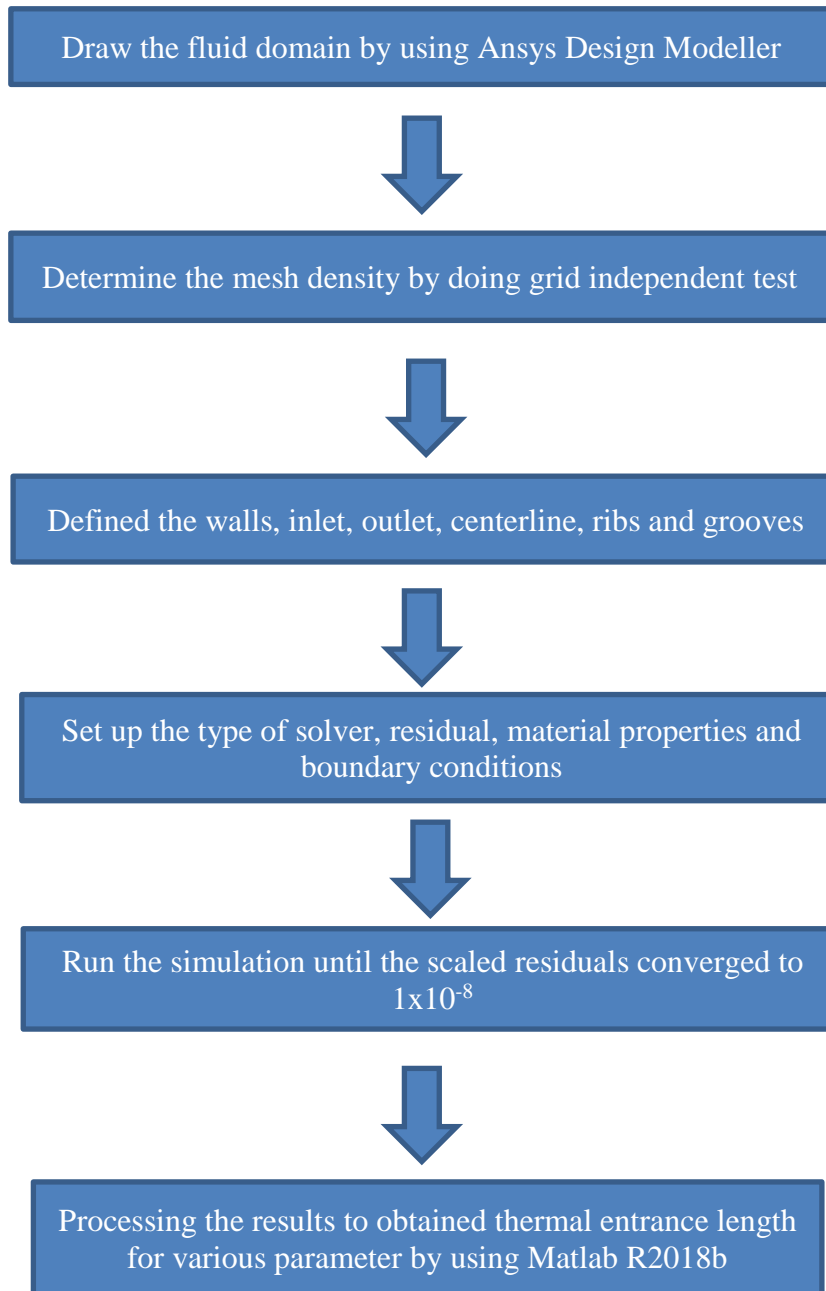 Draw the fluid domain by using Ansys Design Modeller
Determine the mesh density by doing grid independent test
Defined the walls, inlet, outlet, centerline, ribs and grooves
Set up the type of solver, residual, material properties and
boundary conditions
Run the simulation until the scaled residuals converged to
1x10⁻⁸
Processing the results to obtained thermal entrance length
for various parameter by using Matlab R2018b